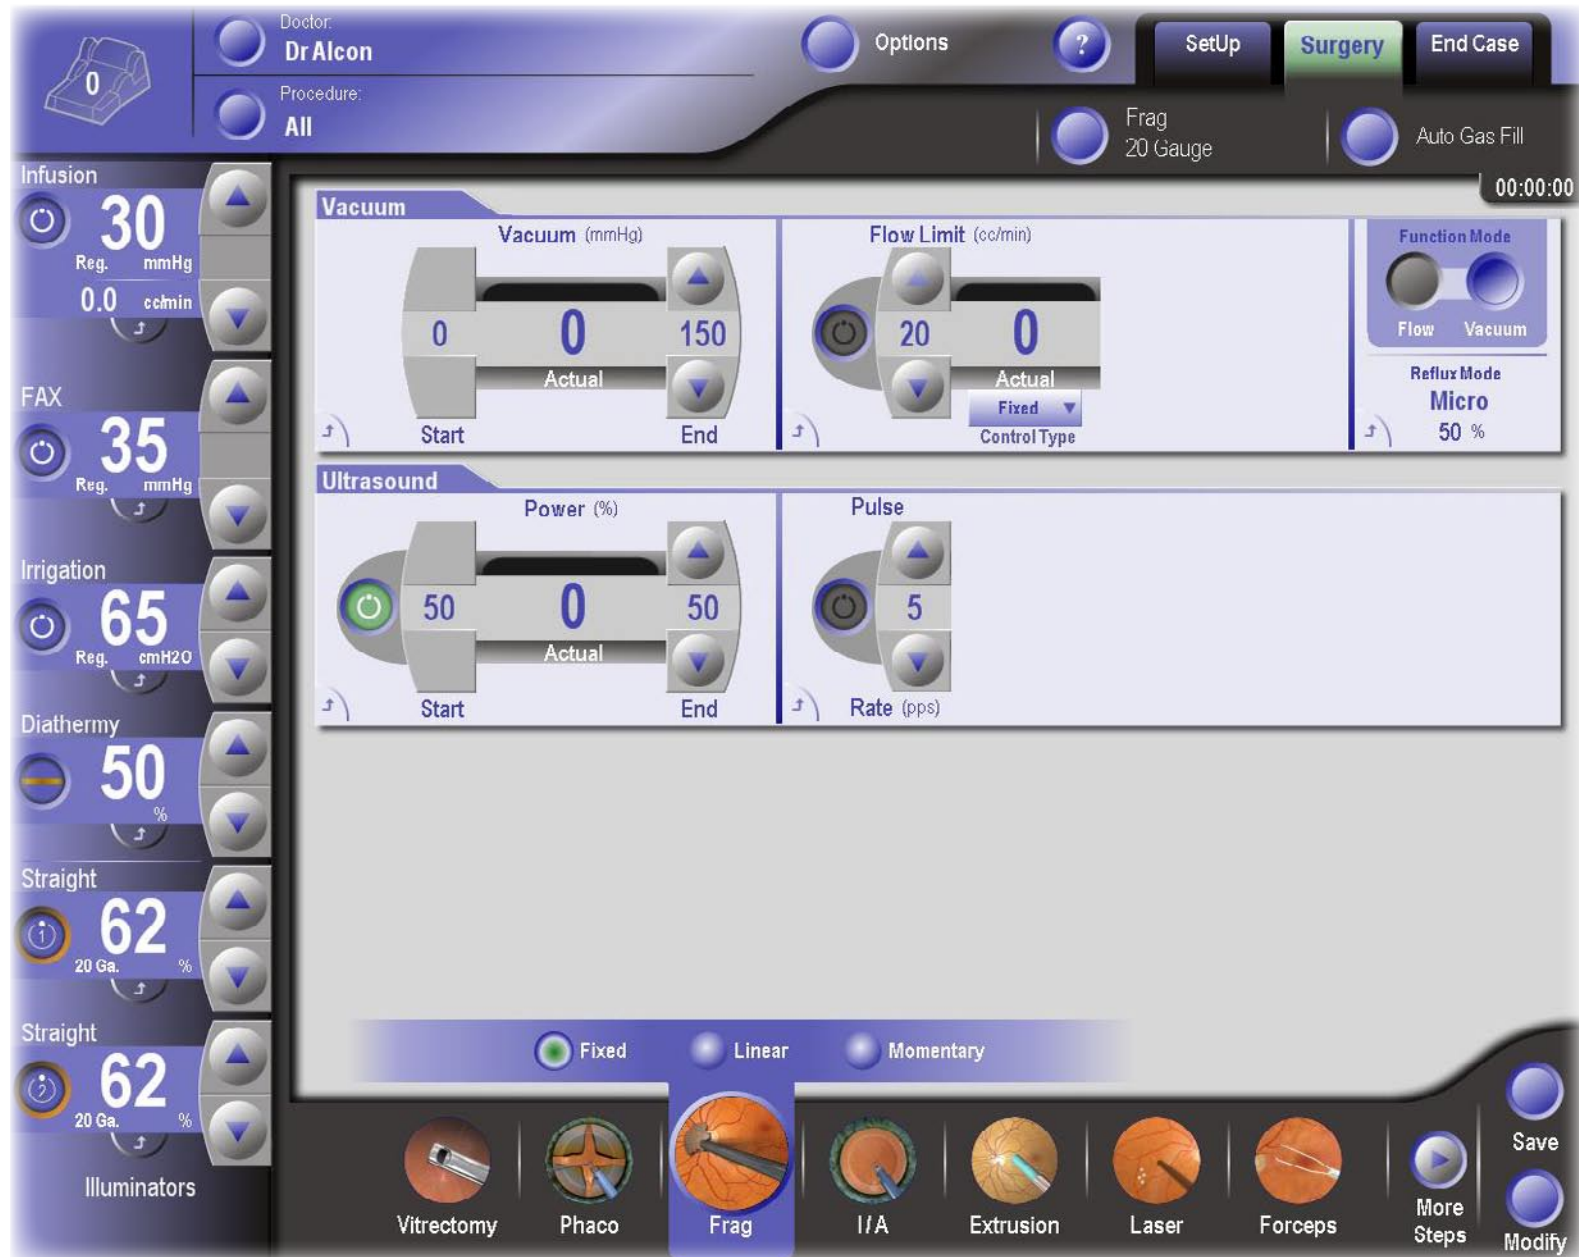 0
Doctor:
Dr Alcon
Procedure:
All
Options
?
SetUp
Surgery
End Case
Frag
20 Gauge
Auto Gas Fill
00:00:00
Infusion
30
Reg. mmHg
0.0 cc/min
FAX
35
Reg. mmHg
Irrigation
65
Reg. cmH2O
Diathermy
50
%
Straight
1
62
20 Ga. %
Straight
2
62
20 Ga. %
Illuminators
Vacuum
Vacuum (mmHg)
0 0 150
Actual
Start End
Flow Limit (cc/min)
20 0
Actual
Fixed
Control Type
Function Mode
Flow Vacuum
Reflux Mode
Micro
50 %
Ultrasound
Power (%)
50 0 50
Actual
Start End
Pulse
5
Rate (pps)
Fixed Linear Momentary
Vitrectomy Phaco Frag I/A Extrusion Laser Forceps
More
Steps
Save
Modify